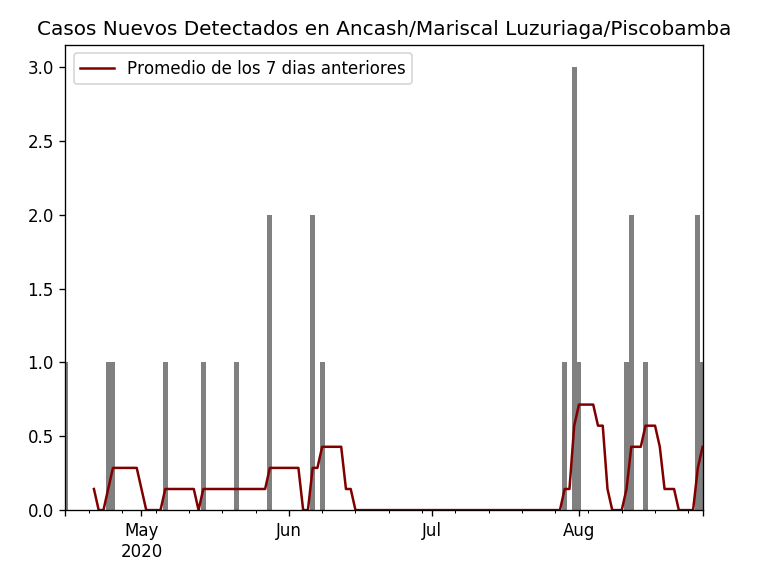 Casos Nuevos Detectados en Ancash/Mariscal Luzuriaga/Piscobamba
Promedio de los 7 dias anteriores
3.0
2.5
2.0
1.5
1.0
0.5
0.0
May Jun Jul Aug
2020